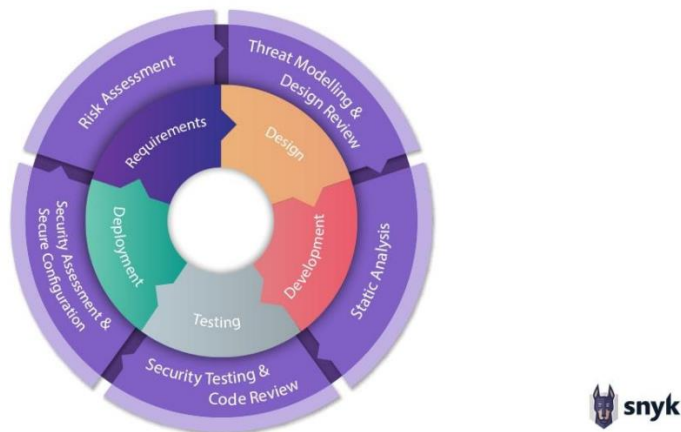 Risk Assessment
Threat Modelling &
Design Review
Requirements
Design
Security Assessment &
Secure Configuration
Deployment
Development
Static Analysis
Testing
Security Testing &
Code Review
snyk